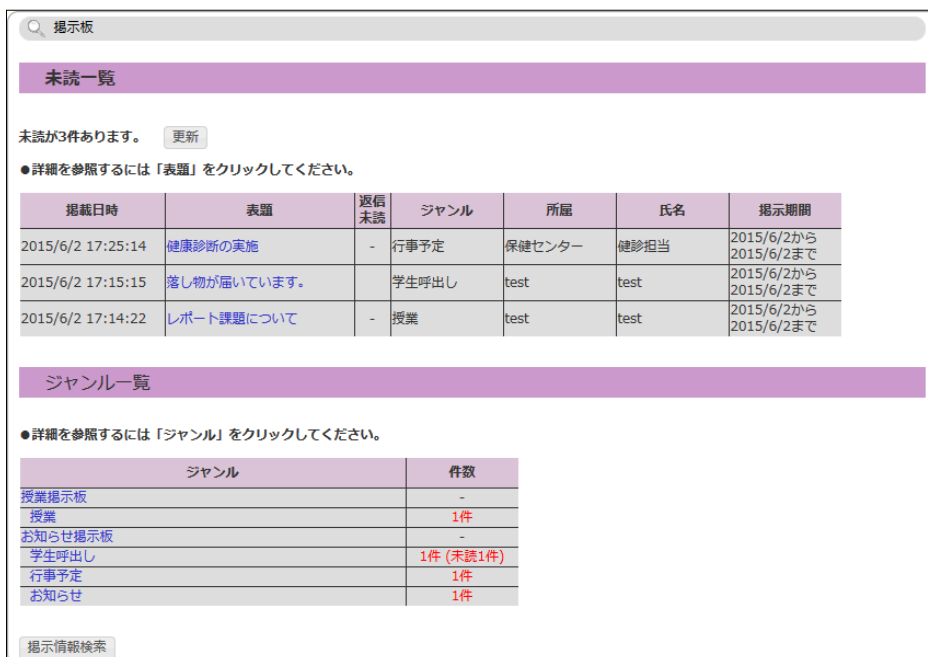 掲示板
未読一覧
未読が3件あります。 更新
●詳細を参照するには「表題」をクリックしてください。
掲載日時 表題 返信未読 ジャンル 所属 氏名 掲示期間
2015/6/2 17:25:14 健康診断の実施 - 行事予定 保健センター 健診担当 2015/6/2から 2015/6/2まで
2015/6/2 17:15:15 落し物が届いています。 学生呼出し test test 2015/6/2から 2015/6/2まで
2015/6/2 17:14:22 レポート課題について - 授業 test test 2015/6/2から 2015/6/2まで
ジャンル一覧
●詳細を参照するには「ジャンル」をクリックしてください。
ジャンル 件数
授業掲示板 -
授業 1件
お知らせ掲示板 -
学生呼出し 1件 (未読1件)
行事予定 1件
お知らせ 1件
掲示情報検索